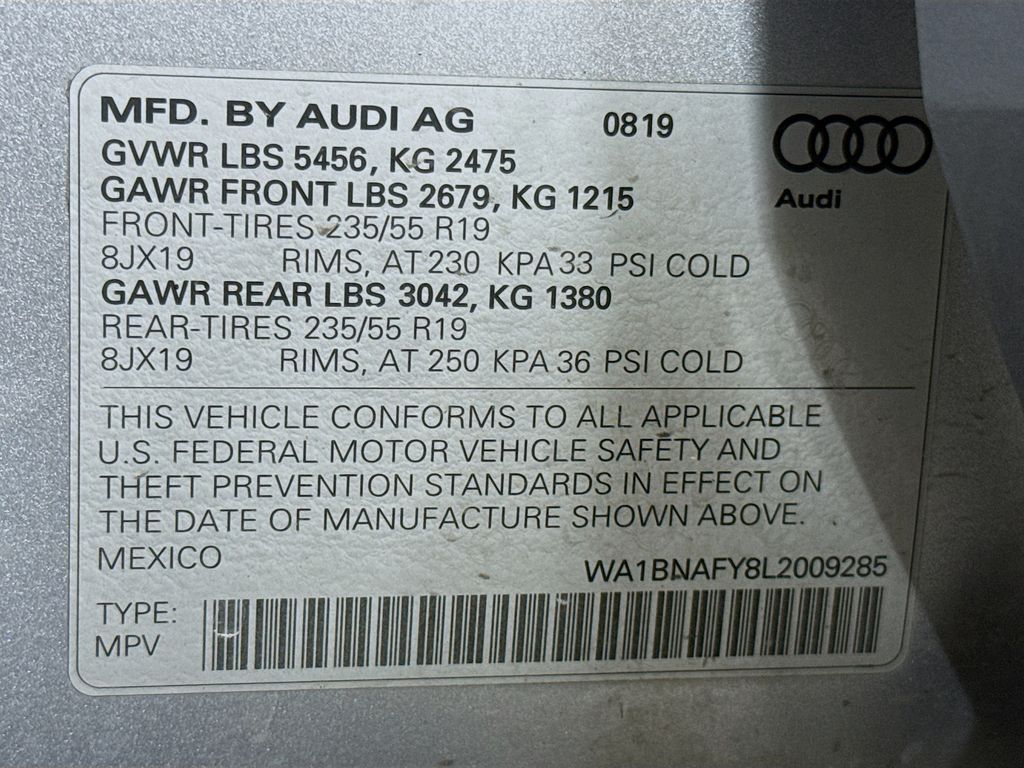 MFD. BY AUDI AG 0819
GVWR LBS 5456, KG 2475
GAWR FRONT LBS 2679, KG 1215
FRONT-TIRES 235/55 R19
8JX19 RIMS, AT 230 KPA 33 PSI COLD
GAWR REAR LBS 3042, KG 1380
REAR-TIRES 235/55 R19
8JX19 RIMS, AT 250 KPA 36 PSI COLD
Audi
THIS VEHICLE CONFORMS TO ALL APPLICABLE
U.S. FEDERAL MOTOR VEHICLE SAFETY AND
THEFT PREVENTION STANDARDS IN EFFECT ON
THE DATE OF MANUFACTURE SHOWN ABOVE.
MEXICO WA1BNAFY8L2009285
TYPE:
MPV